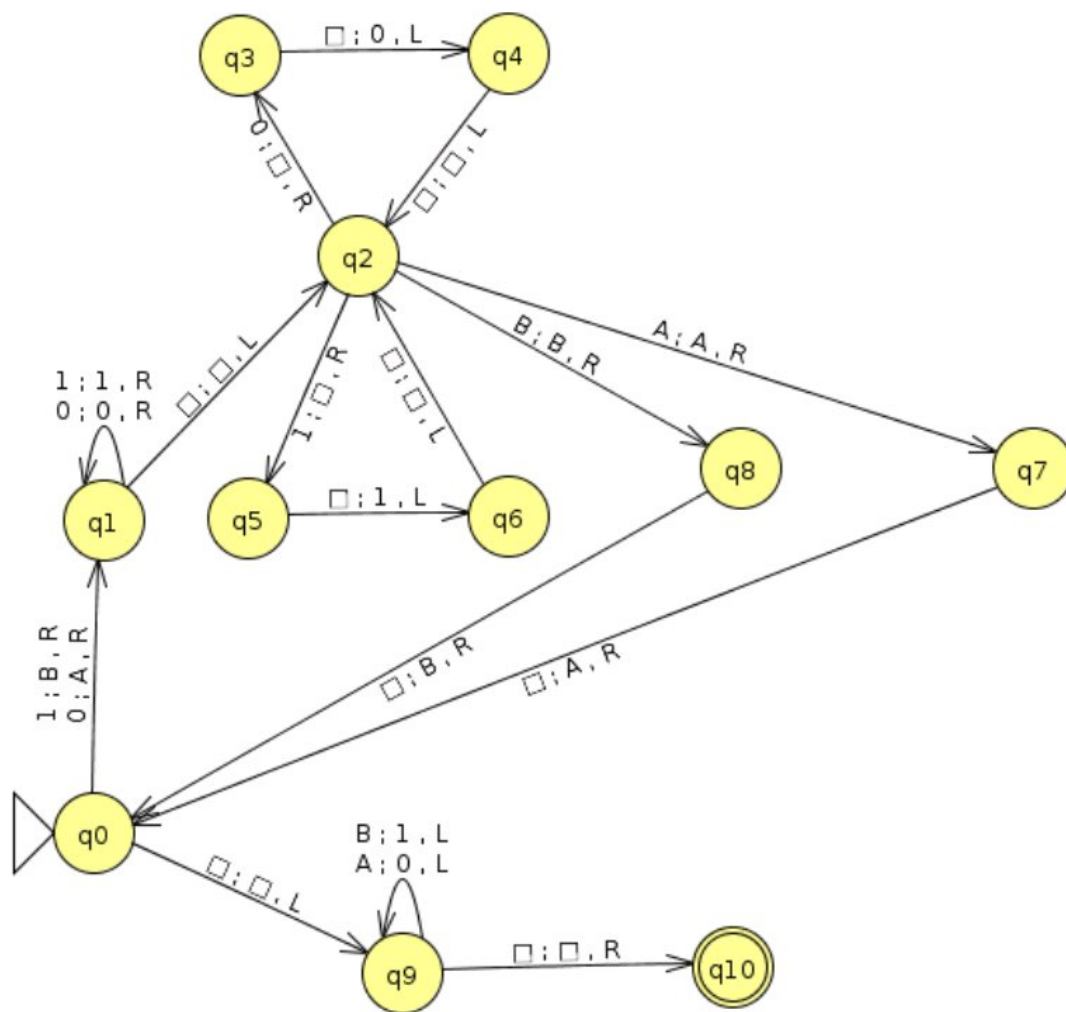 q3
□;0,L
q4
0;□,R
□;□,L
q2
□;□,L
1;□,R
□;□,L
B;B,R
A;A,R
1;1,R
0;0,R
q1
q5
□;1,L
q6
q8
q7
1;B,R
0;A,R
□;B,R
□;A,R
q0
□;□,L
B;1,L
A;0,L
q9
□;□,R
q10